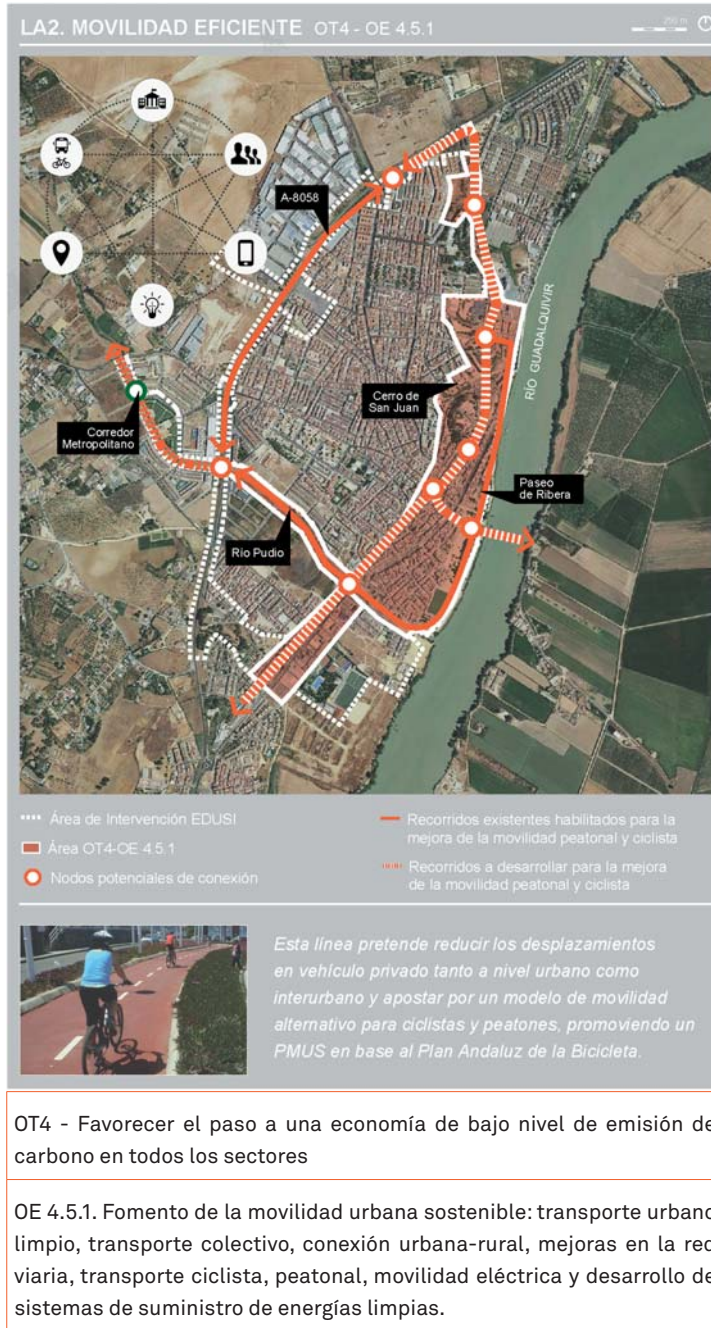 LA2. MOVILIDAD EFICIENTE OT4 - OE 4.5.1
250 m
A-8058
RÍO GUADALQUIVIR
Cerro de
San Juan
Corredor
Metropolitano
Paseo
de Ribera
Río Pudio
Área de Intervención EDUSI
Área OT4-OE 4.5.1
Nodos potenciales de conexión
Recorridos existentes habilitados para la
mejora de la movilidad peatonal y ciclista
Recorridos a desarrollar para la mejora
de la movilidad peatonal y ciclista
Esta línea pretende reducir los desplazamientos
en vehículo privado tanto a nivel urbano como
interurbano y apostar por un modelo de movilidad
alternativo para ciclistas y peatones, promoviendo un
PMUS en base al Plan Andaluz de la Bicicleta.
OT4 - Favorecer el paso a una economía de bajo nivel de emisión de
carbono en todos los sectores
OE 4.5.1. Fomento de la movilidad urbana sostenible: transporte urbano
limpio, transporte colectivo, conexión urbana-rural, mejoras en la red
viaria, transporte ciclista, peatonal, movilidad eléctrica y desarrollo de
sistemas de suministro de energías limpias.